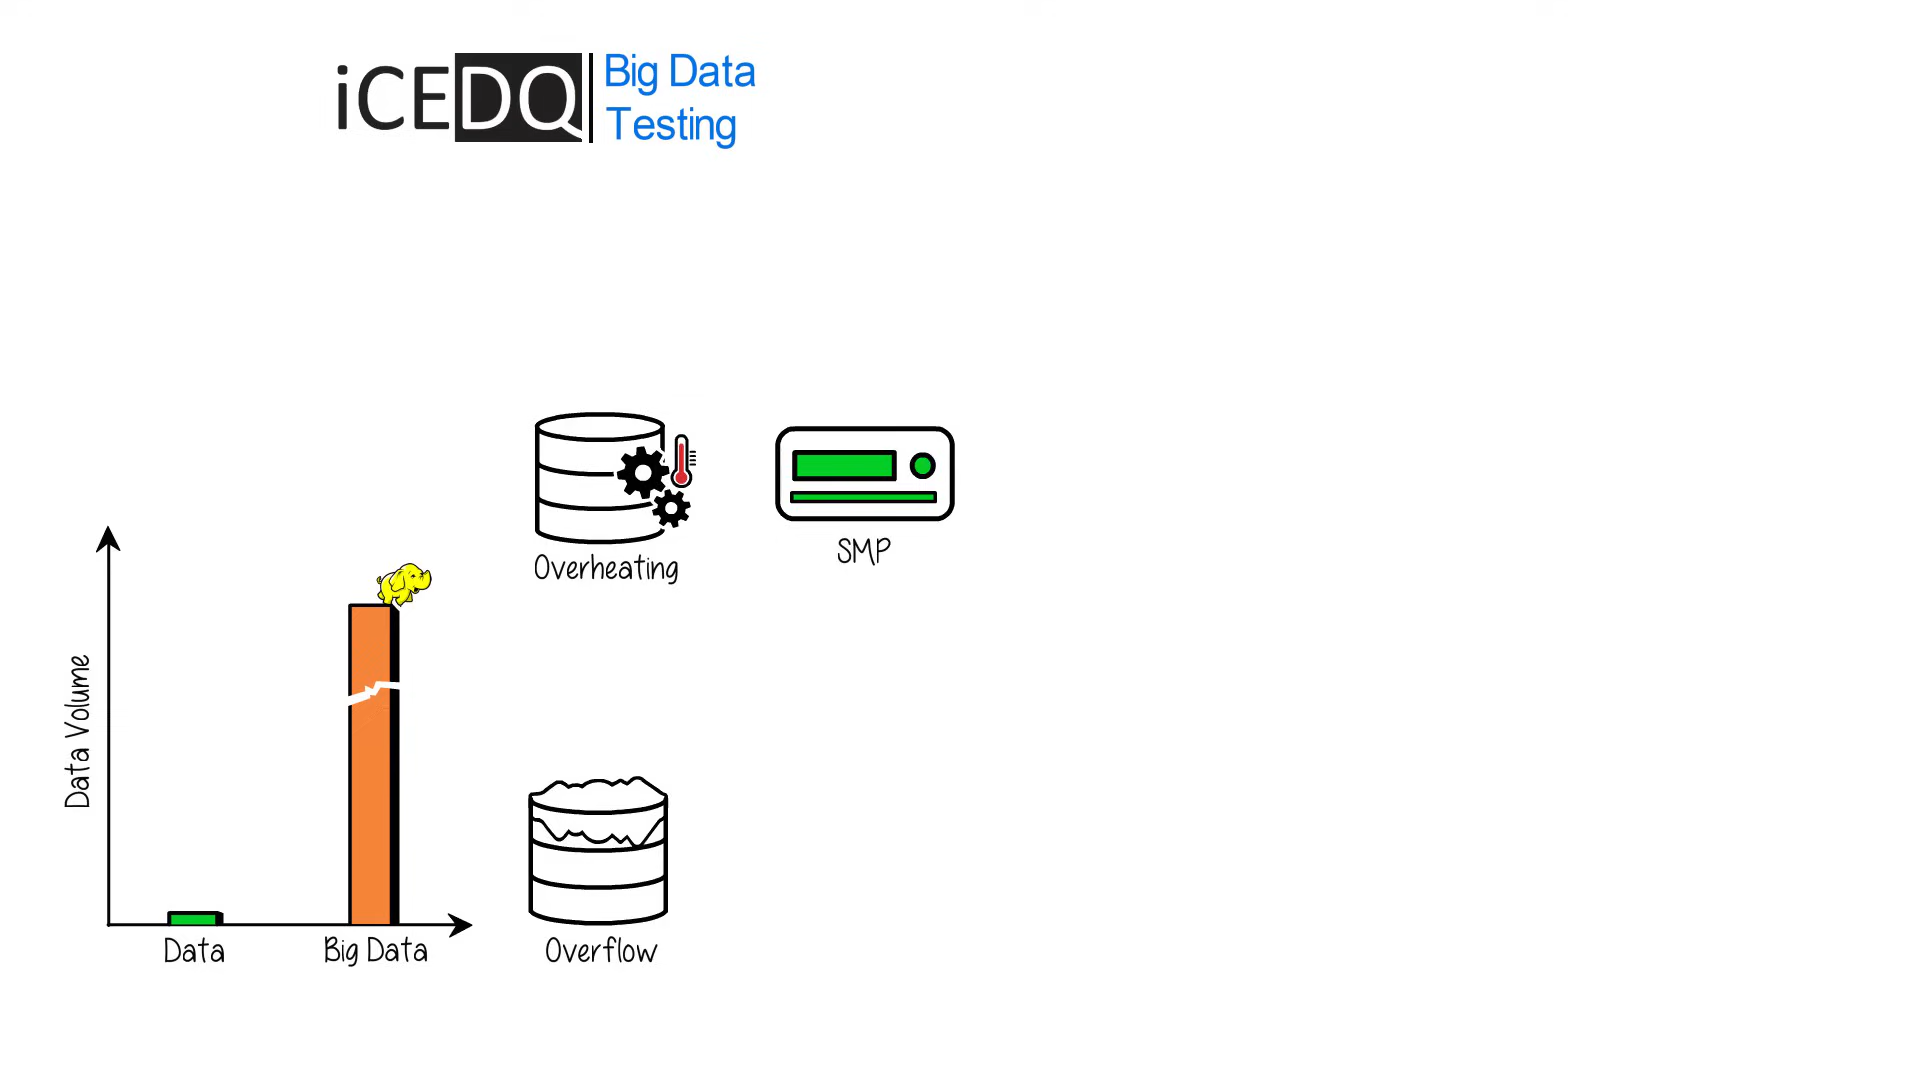 iCEDQ
Big Data
Testing
Overheating
SMP
Data Volume
Data
Big Data
Overflow